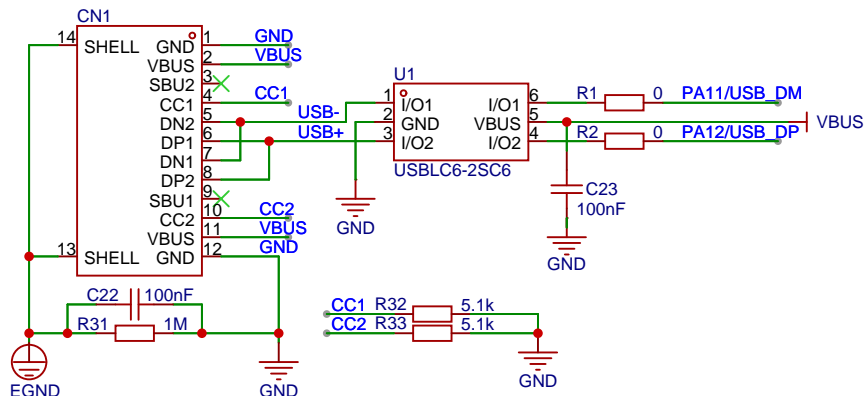 CN1
14 SHELL GND 1 GND
VBUS 2 VBUS
SBU2 3
CC1 4 CC1
DN2 5 USB-
DP1 6 USB+
DN1 7
DP2 8
SBU1 9
CC2 10 CC2
VBUS 11 VBUS
13 SHELL GND 12 GND
C22 100nF
R31 1M
EGND
GND
U1
1 I/O1 I/O1 6 R1 0 PA11/USB_DM
2 GND VBUS 5 VBUS
3 I/O2 I/O2 4 R2 0 PA12/USB_DP
USBLC6-2SC6
GND
C23
100nF
GND
CC1 R32 5.1k
CC2 R33 5.1k
GND